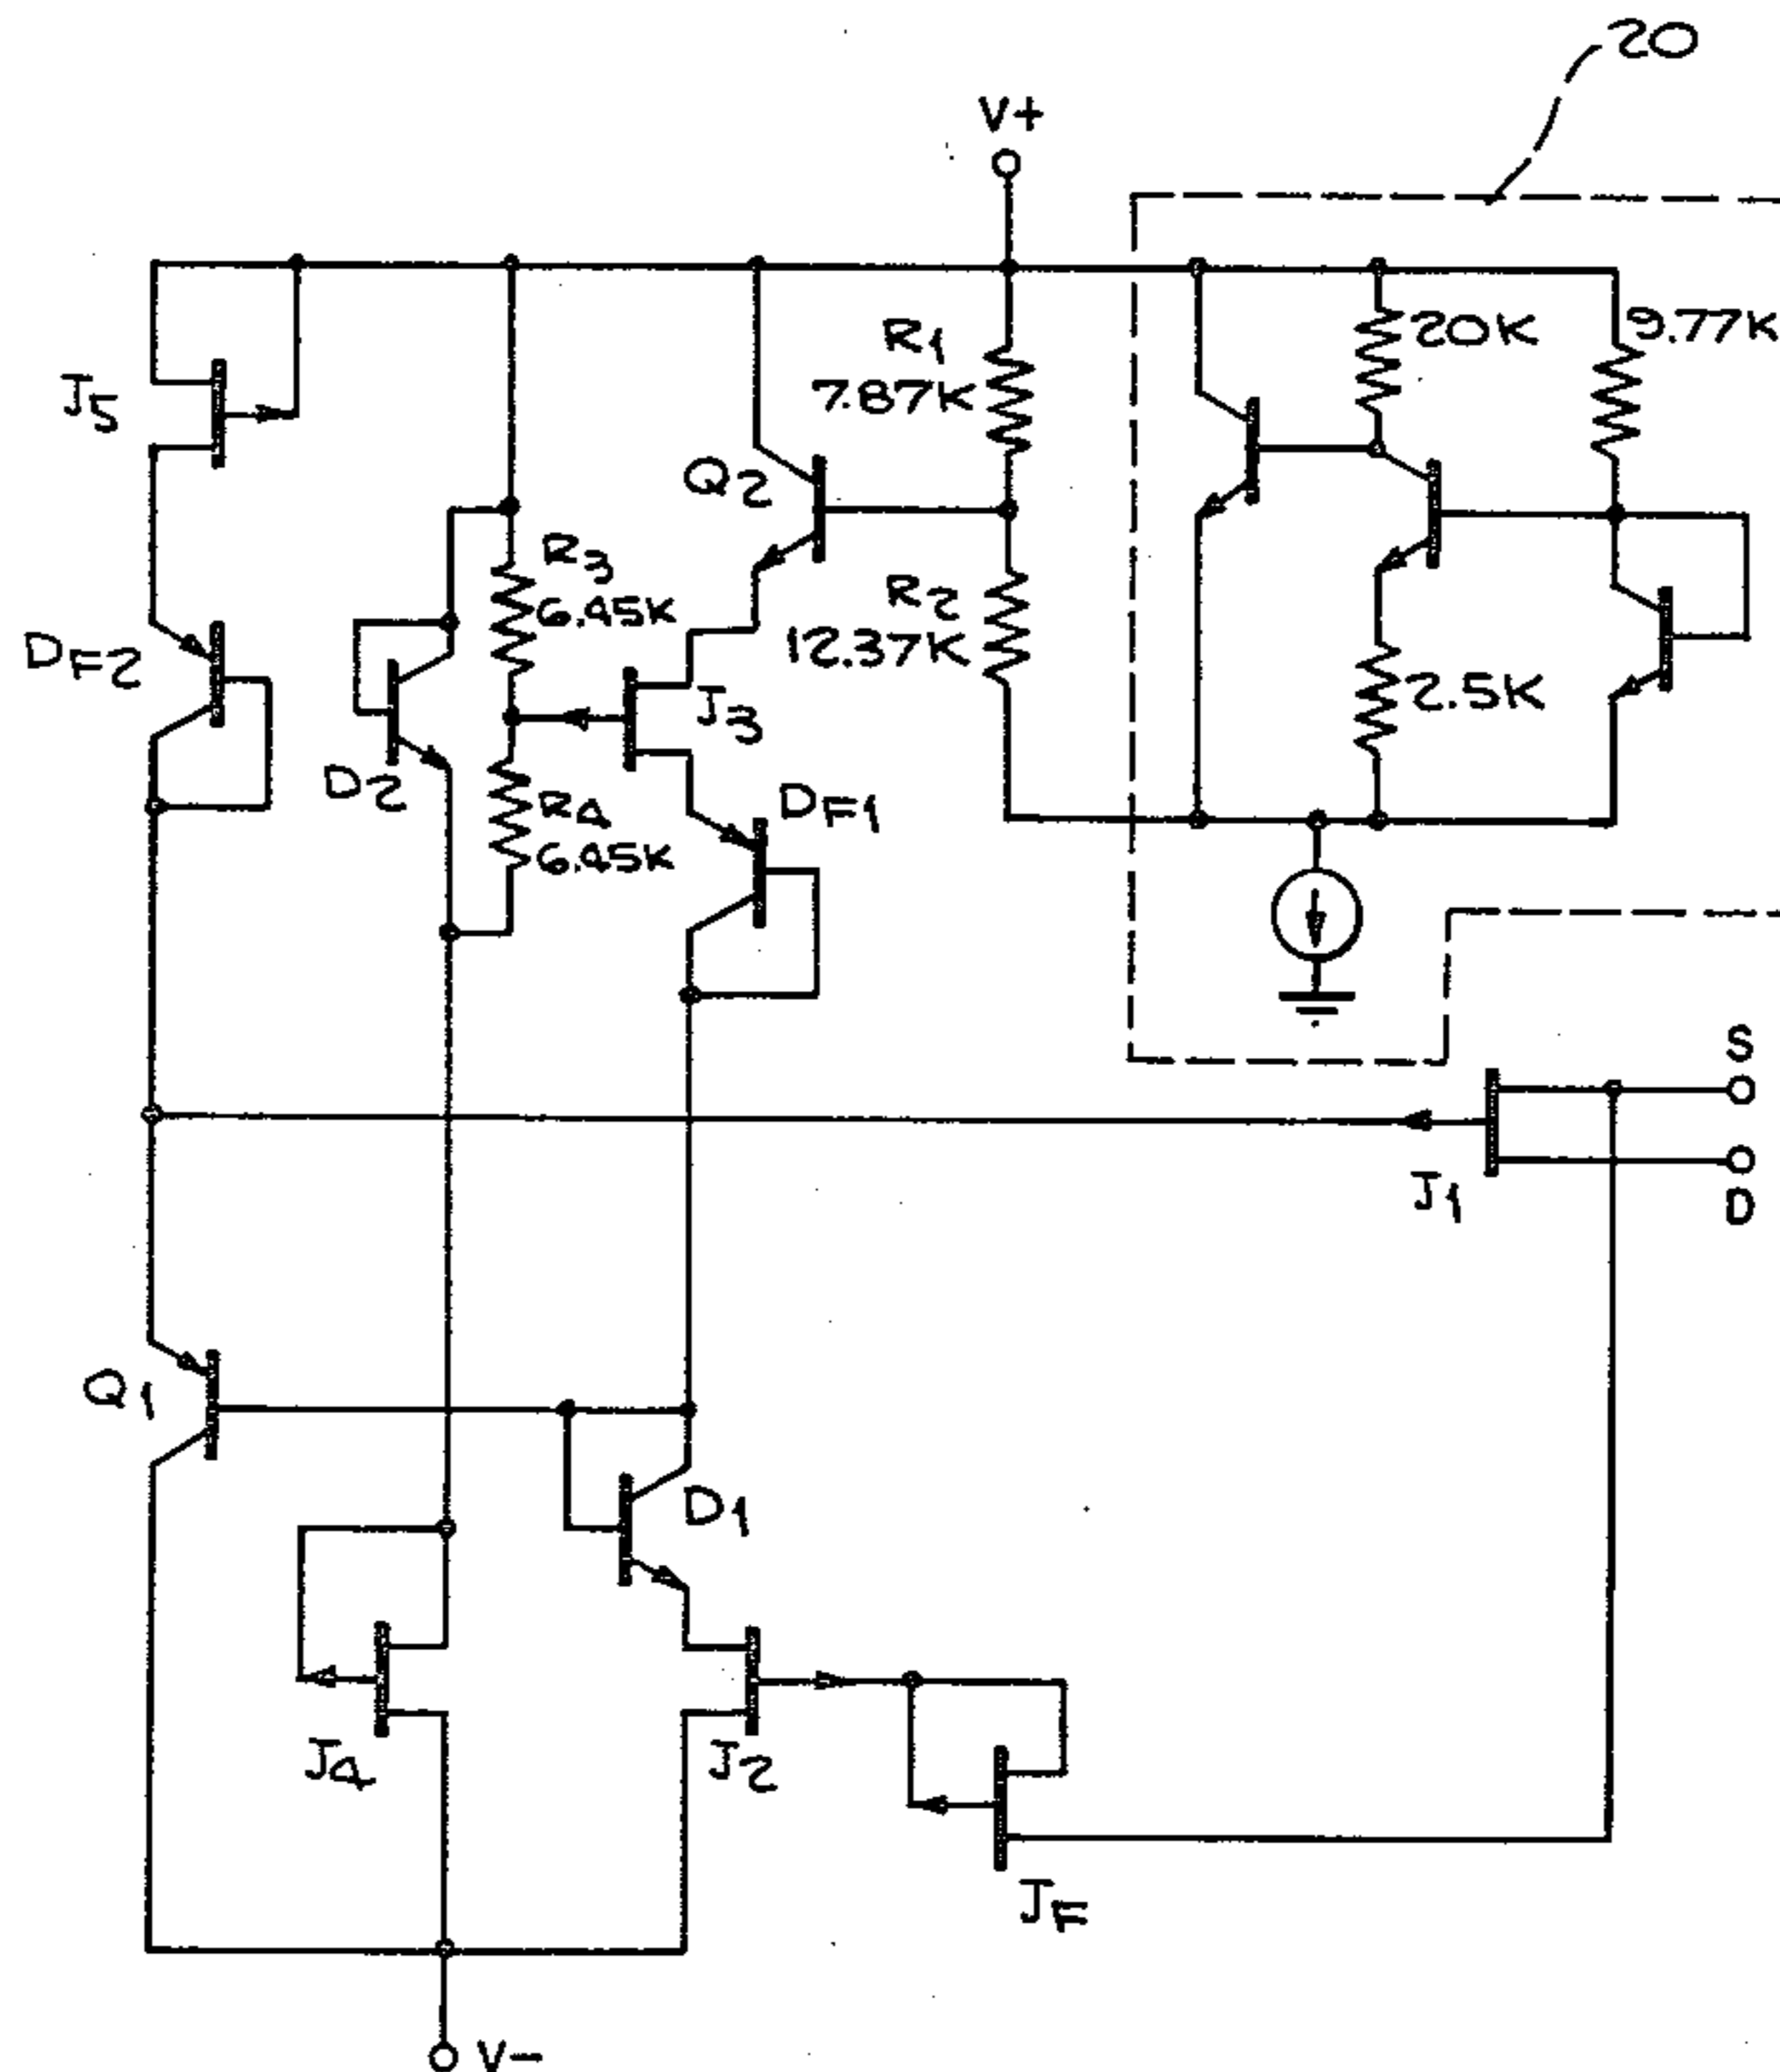 20
V+
R1
7.87K
20K
9.77K
J5
Q2
R3
6.45K
R2
12.37K
DF2
J3
2.5K
D2
R4
6.45K
DF1
S
J1
D
Q1
D1
J4
J2
JF
V-